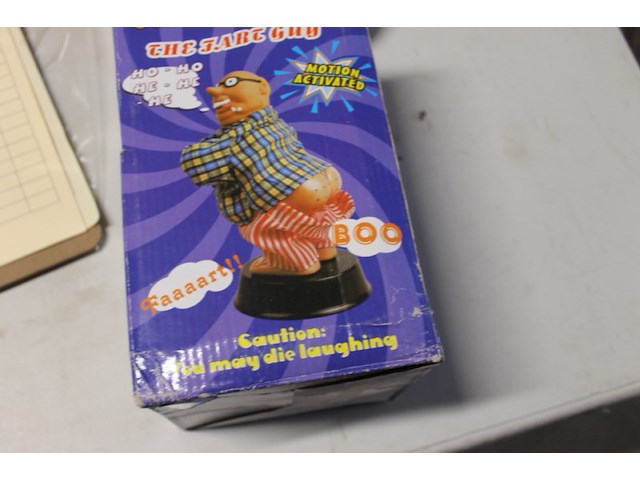 THE FART GUY
HO - HO
HE - HE
- HE
MOTION
ACTIVATED
BOO
Faaaart!!
Caution:
You may die laughing